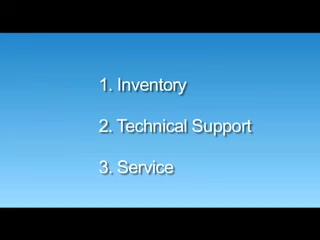 1. Inventory
2. Technical Support
3. Service